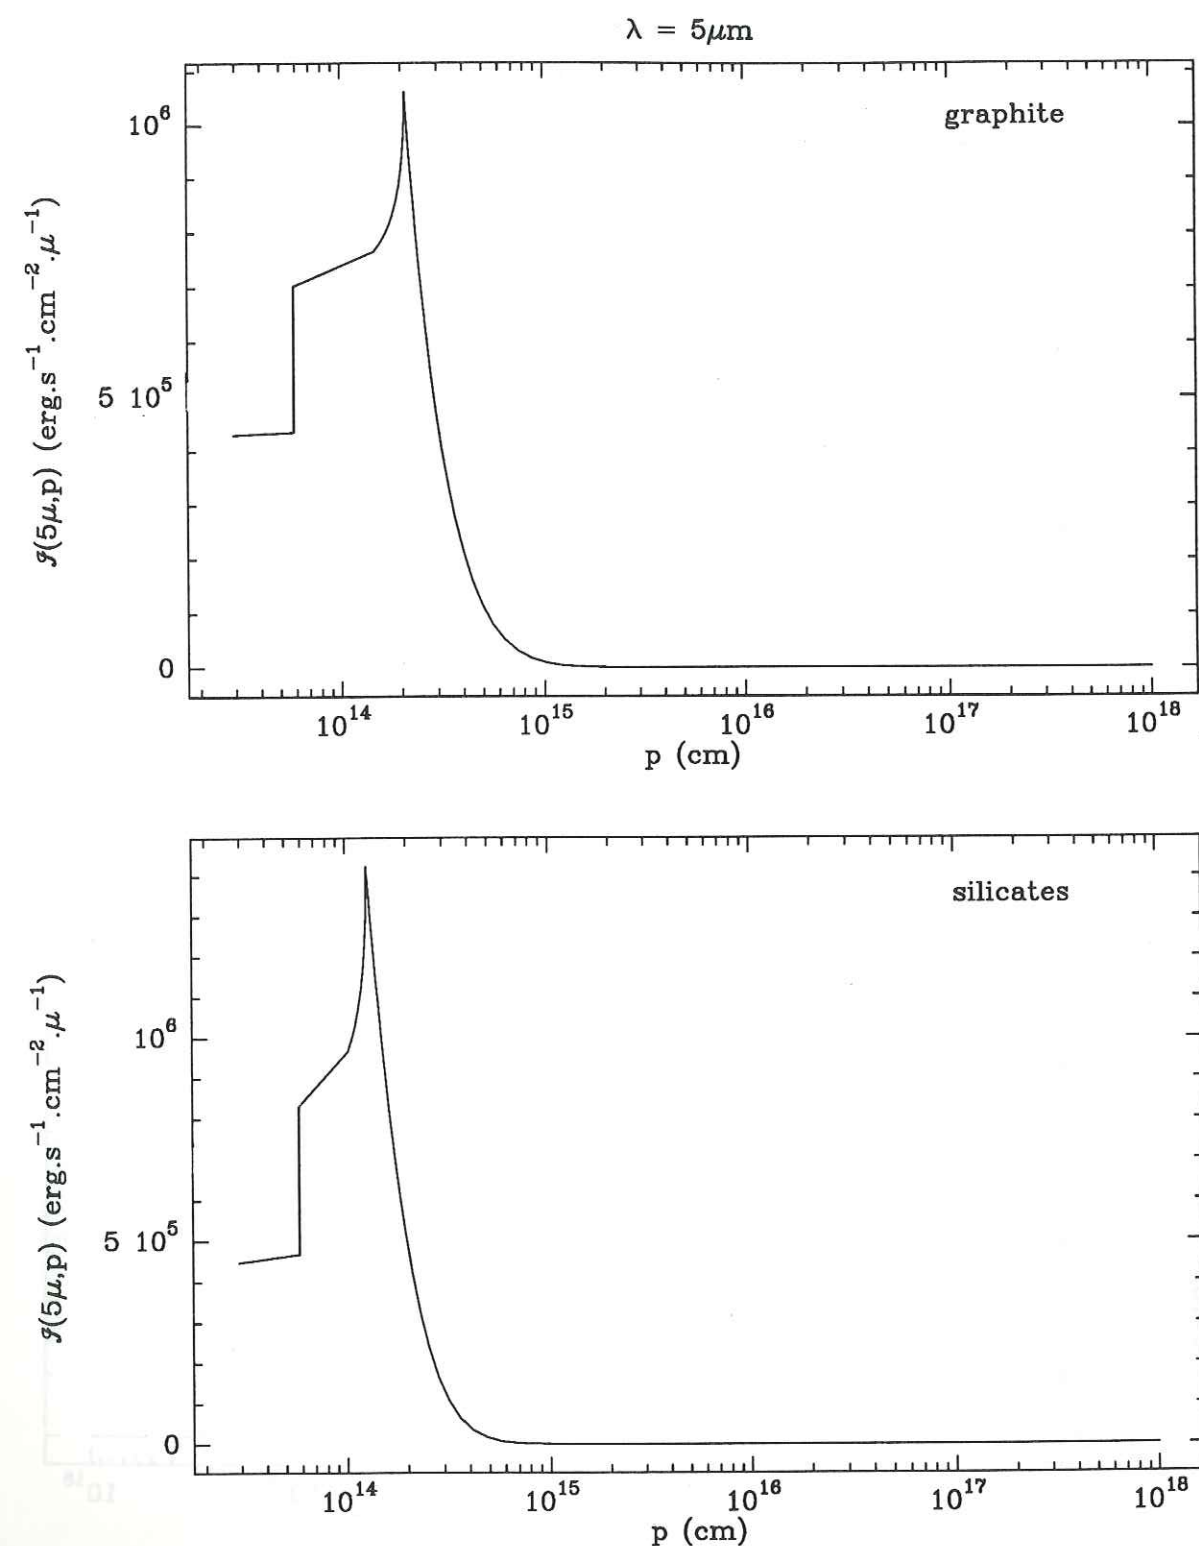 λ = 5μm
graphite
10⁶
5 10⁵
0
𝒥(5μ,p) (erg.s⁻¹.cm⁻².μ⁻¹)
10¹⁴ 10¹⁵ 10¹⁶ 10¹⁷ 10¹⁸
p (cm)
silicates
10⁶
5 10⁵
0
𝒥(5μ,p) (erg.s⁻¹.cm⁻².μ⁻¹)
10¹⁴ 10¹⁵ 10¹⁶ 10¹⁷ 10¹⁸
p (cm)